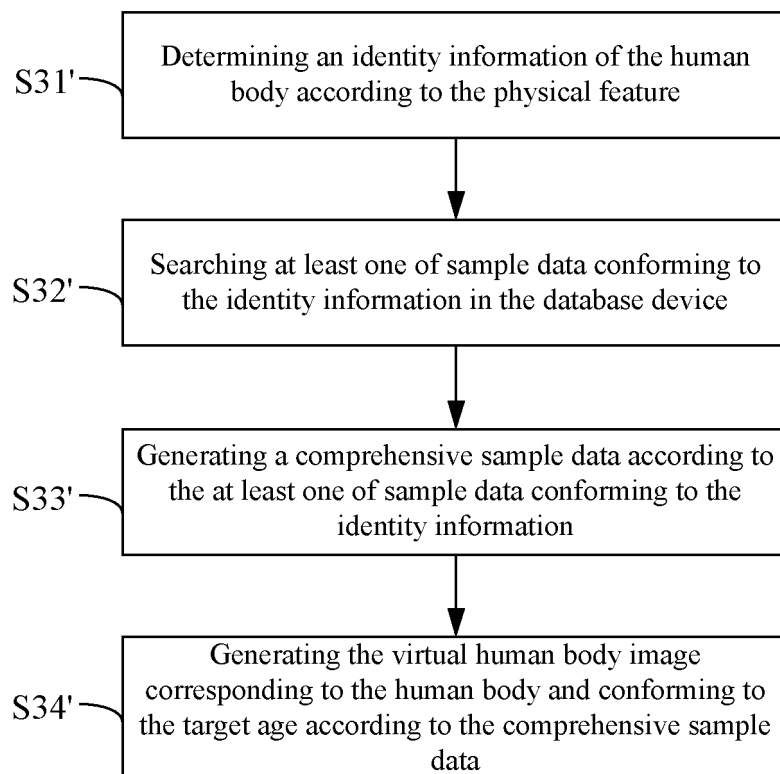 S31'
Determining an identity information of the human
body according to the physical feature
S32'
Searching at least one of sample data conforming to
the identity information in the database device
S33'
Generating a comprehensive sample data according to
the at least one of sample data conforming to the
identity information
S34'
Generating the virtual human body image
corresponding to the human body and conforming to
the target age according to the comprehensive sample
data